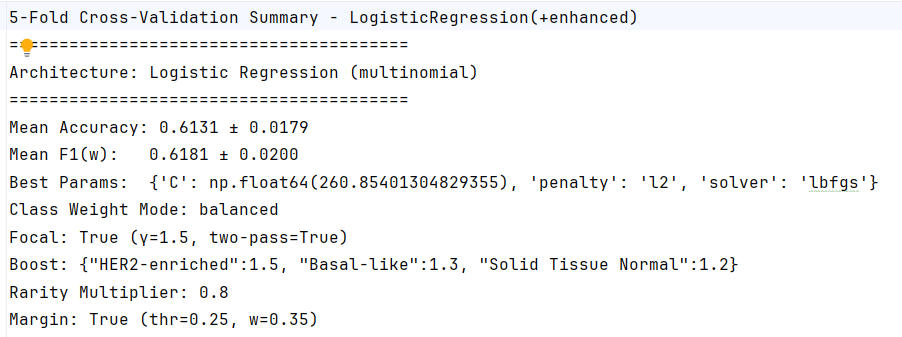 5-Fold Cross-Validation Summary - LogisticRegression(+enhanced)
========================================
Architecture: Logistic Regression (multinomial)
========================================
Mean Accuracy: 0.6131 ± 0.0179
Mean F1(w):   0.6181 ± 0.0200
Best Params:  {'C': np.float64(260.85401304829355), 'penalty': 'l2', 'solver': 'lbfgs'}
Class Weight Mode: balanced
Focal: True (γ=1.5, two-pass=True)
Boost: {"HER2-enriched":1.5, "Basal-like":1.3, "Solid Tissue Normal":1.2}
Rarity Multiplier: 0.8
Margin: True (thr=0.25, w=0.35)